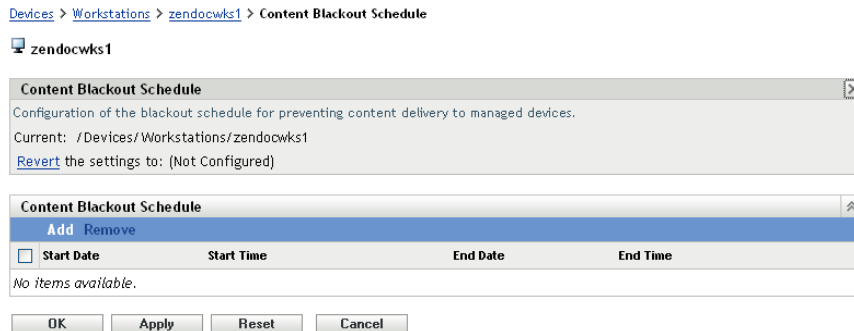 Devices > Workstations > zendocwks1 > Content Blackout Schedule
zendocwks1
Content Blackout Schedule
Configuration of the blackout schedule for preventing content delivery to managed devices.
Current: /Devices/Workstations/zendocwks1
Revert the settings to: (Not Configured)
Content Blackout Schedule
Add Remove
Start Date Start Time End Date End Time
No items available.
OK Apply Reset Cancel